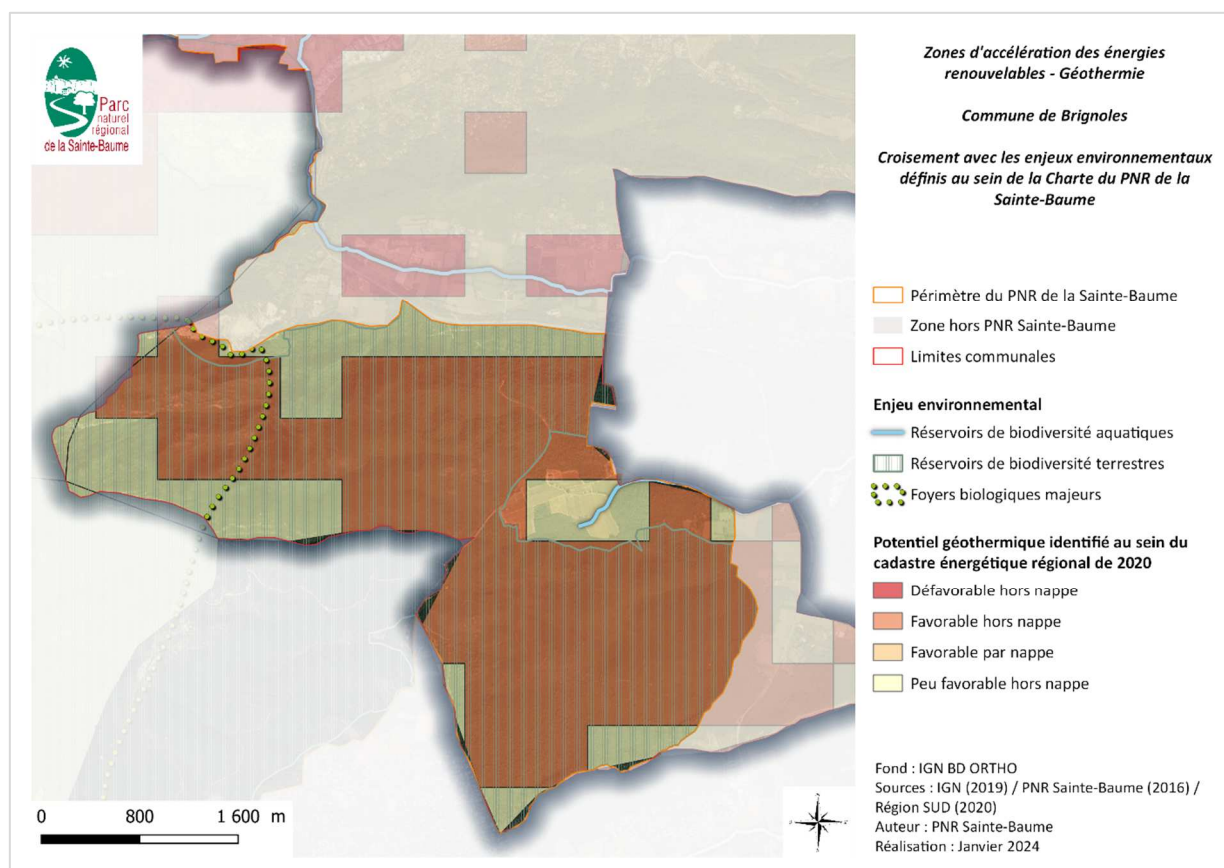 Parc
naturel
régional
de la Sainte-Baume
Zones d'accélération des énergies
renouvelables - Géothermie
Commune de Brignoles
Croisement avec les enjeux environnementaux
définis au sein de la Charte du PNR de la
Sainte-Baume
Périmètre du PNR de la Sainte-Baume
Zone hors PNR Sainte-Baume
Limites communales
Enjeu environnemental
Réservoirs de biodiversité aquatiques
Réservoirs de biodiversité terrestres
Foyers biologiques majeurs
Potentiel géothermique identifié au sein du
cadastre énergétique régional de 2020
Défavorable hors nappe
Favorable hors nappe
Favorable par nappe
Peu favorable hors nappe
Fond : IGN BD ORTHO
Sources : IGN (2019) / PNR Sainte-Baume (2016) /
Région SUD (2020)
Auteur : PNR Sainte-Baume
Réalisation : Janvier 2024
0 800 1 600 m